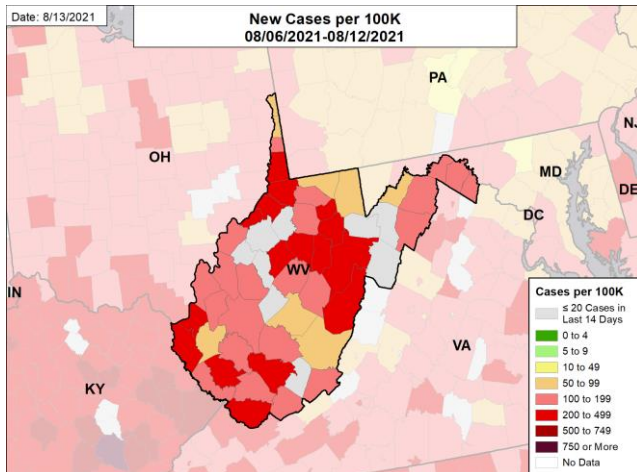 Date: 8/13/2021
New Cases per 100K
08/06/2021-08/12/2021
PA
OH
NJ
MD
DE
DC
WV
IN
VA
KY
Cases per 100K
≤ 20 Cases in
Last 14 Days
0 to 4
5 to 9
10 to 49
50 to 99
100 to 199
200 to 499
500 to 749
750 or More
No Data